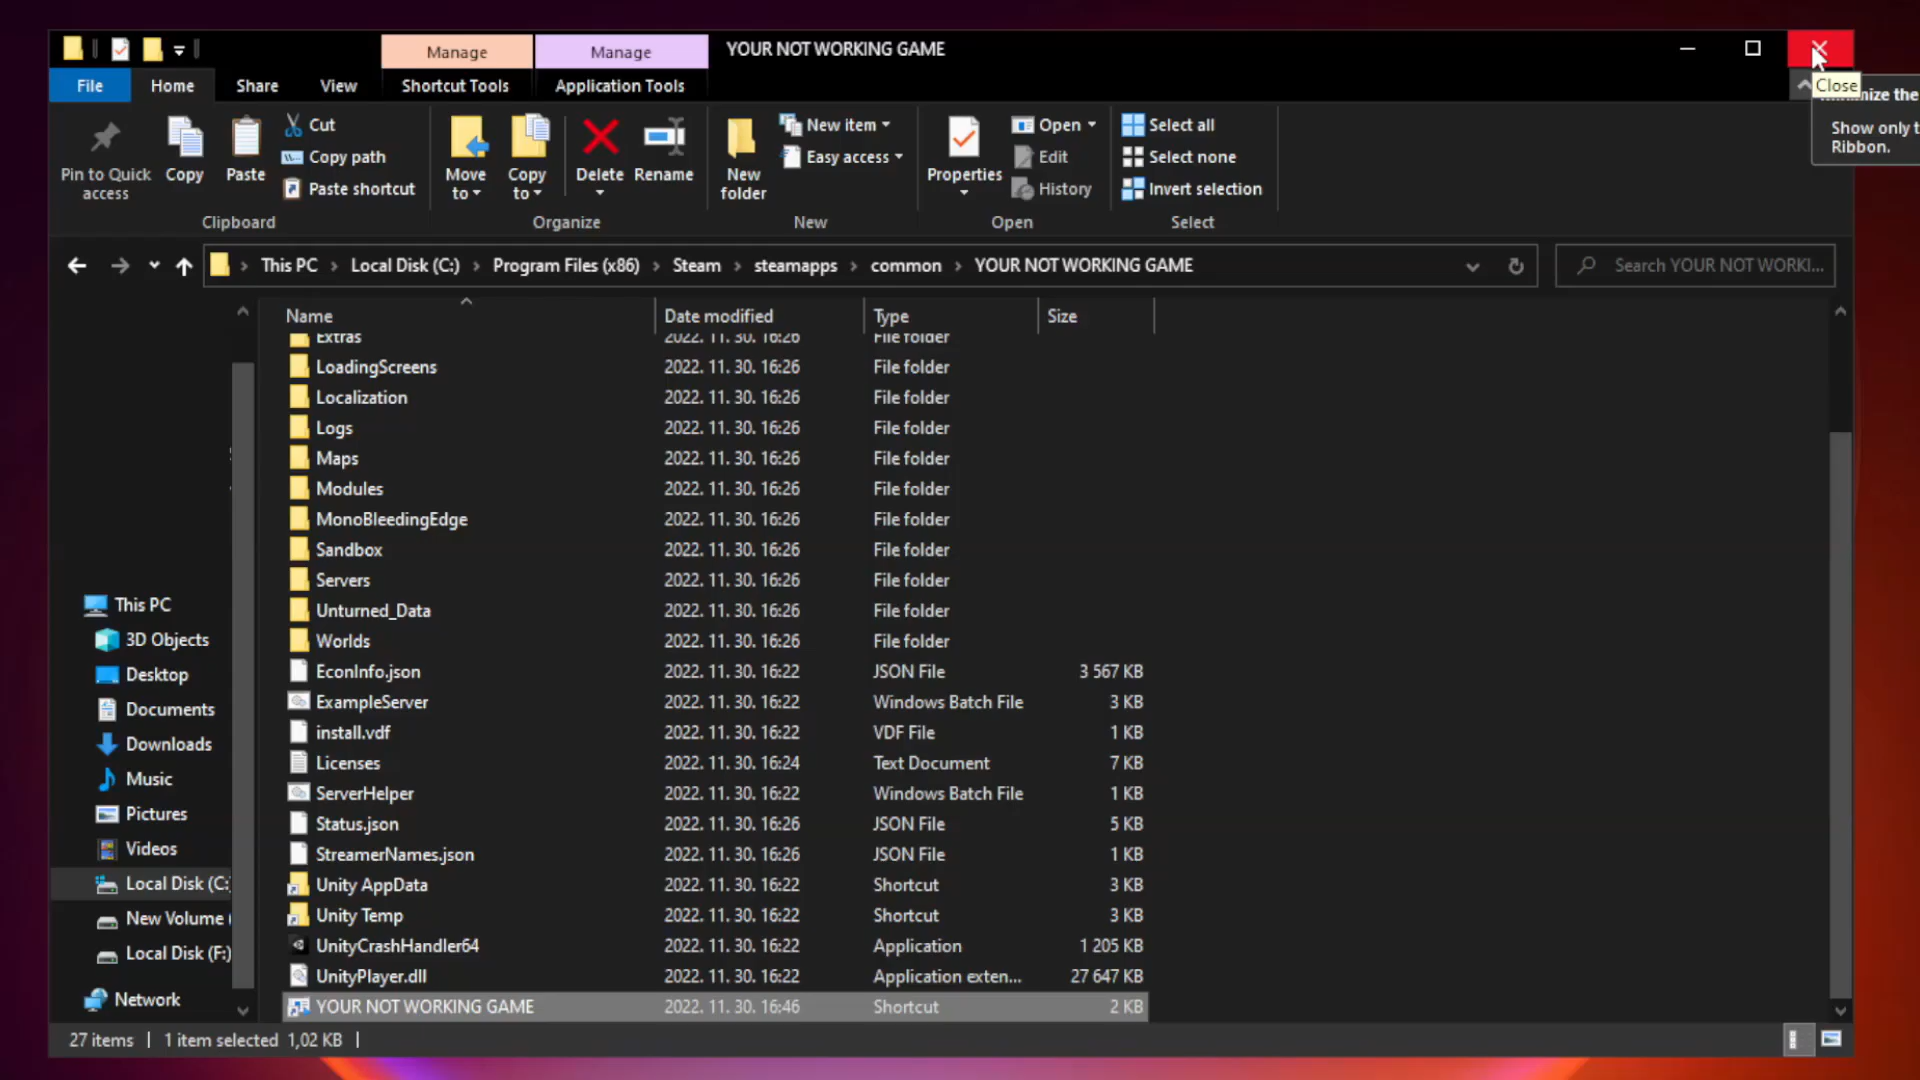 Manage
Manage
YOUR NOT WORKING GAME
File
Home
Share
View
Shortcut Tools
Application Tools
Close
Show only t
Ribbon.
Pin to Quick access
Copy
Paste
Cut
Copy path
Paste shortcut
Move to
Copy to
Delete
Rename
New folder
New item
Easy access
Properties
Open
Edit
History
Select all
Select none
Invert selection
Clipboard
Organize
New
Open
Select
This PC > Local Disk (C:) > Program Files (x86) > Steam > steamapps > common > YOUR NOT WORKING GAME
Search YOUR NOT WORKI...
Name Date modified Type Size
Extras 2022. 11. 30. 16:26 File folder
LoadingScreens 2022. 11. 30. 16:26 File folder
Localization 2022. 11. 30. 16:26 File folder
Logs 2022. 11. 30. 16:26 File folder
Maps 2022. 11. 30. 16:26 File folder
Modules 2022. 11. 30. 16:26 File folder
MonoBleedingEdge 2022. 11. 30. 16:26 File folder
Sandbox 2022. 11. 30. 16:26 File folder
Servers 2022. 11. 30. 16:26 File folder
Unturned_Data 2022. 11. 30. 16:26 File folder
Worlds 2022. 11. 30. 16:26 File folder
EconInfo.json 2022. 11. 30. 16:22 JSON File 3 567 KB
ExampleServer 2022. 11. 30. 16:22 Windows Batch File 3 KB
install.vdf 2022. 11. 30. 16:22 VDF File 1 KB
Licenses 2022. 11. 30. 16:24 Text Document 7 KB
ServerHelper 2022. 11. 30. 16:22 Windows Batch File 1 KB
Status.json 2022. 11. 30. 16:26 JSON File 5 KB
StreamerNames.json 2022. 11. 30. 16:26 JSON File 1 KB
Unity AppData 2022. 11. 30. 16:22 Shortcut 3 KB
Unity Temp 2022. 11. 30. 16:22 Shortcut 3 KB
UnityCrashHandler64 2022. 11. 30. 16:22 Application 1 205 KB
UnityPlayer.dll 2022. 11. 30. 16:22 Application exten... 27 647 KB
YOUR NOT WORKING GAME 2022. 11. 30. 16:46 Shortcut 2 KB
This PC
3D Objects
Desktop
Documents
Downloads
Music
Pictures
Videos
Local Disk (C:)
New Volume (
Local Disk (F:)
Network
27 items | 1 item selected 1,02 KB |